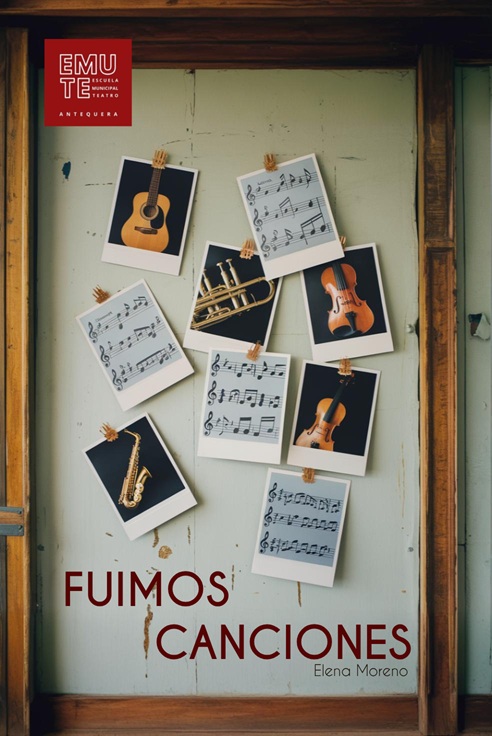 EMU
TE
ESCUELA
MUNICIPAL
TEATRO
ANTEQUERA
FUIMOS
CANCIONES
Elena Moreno